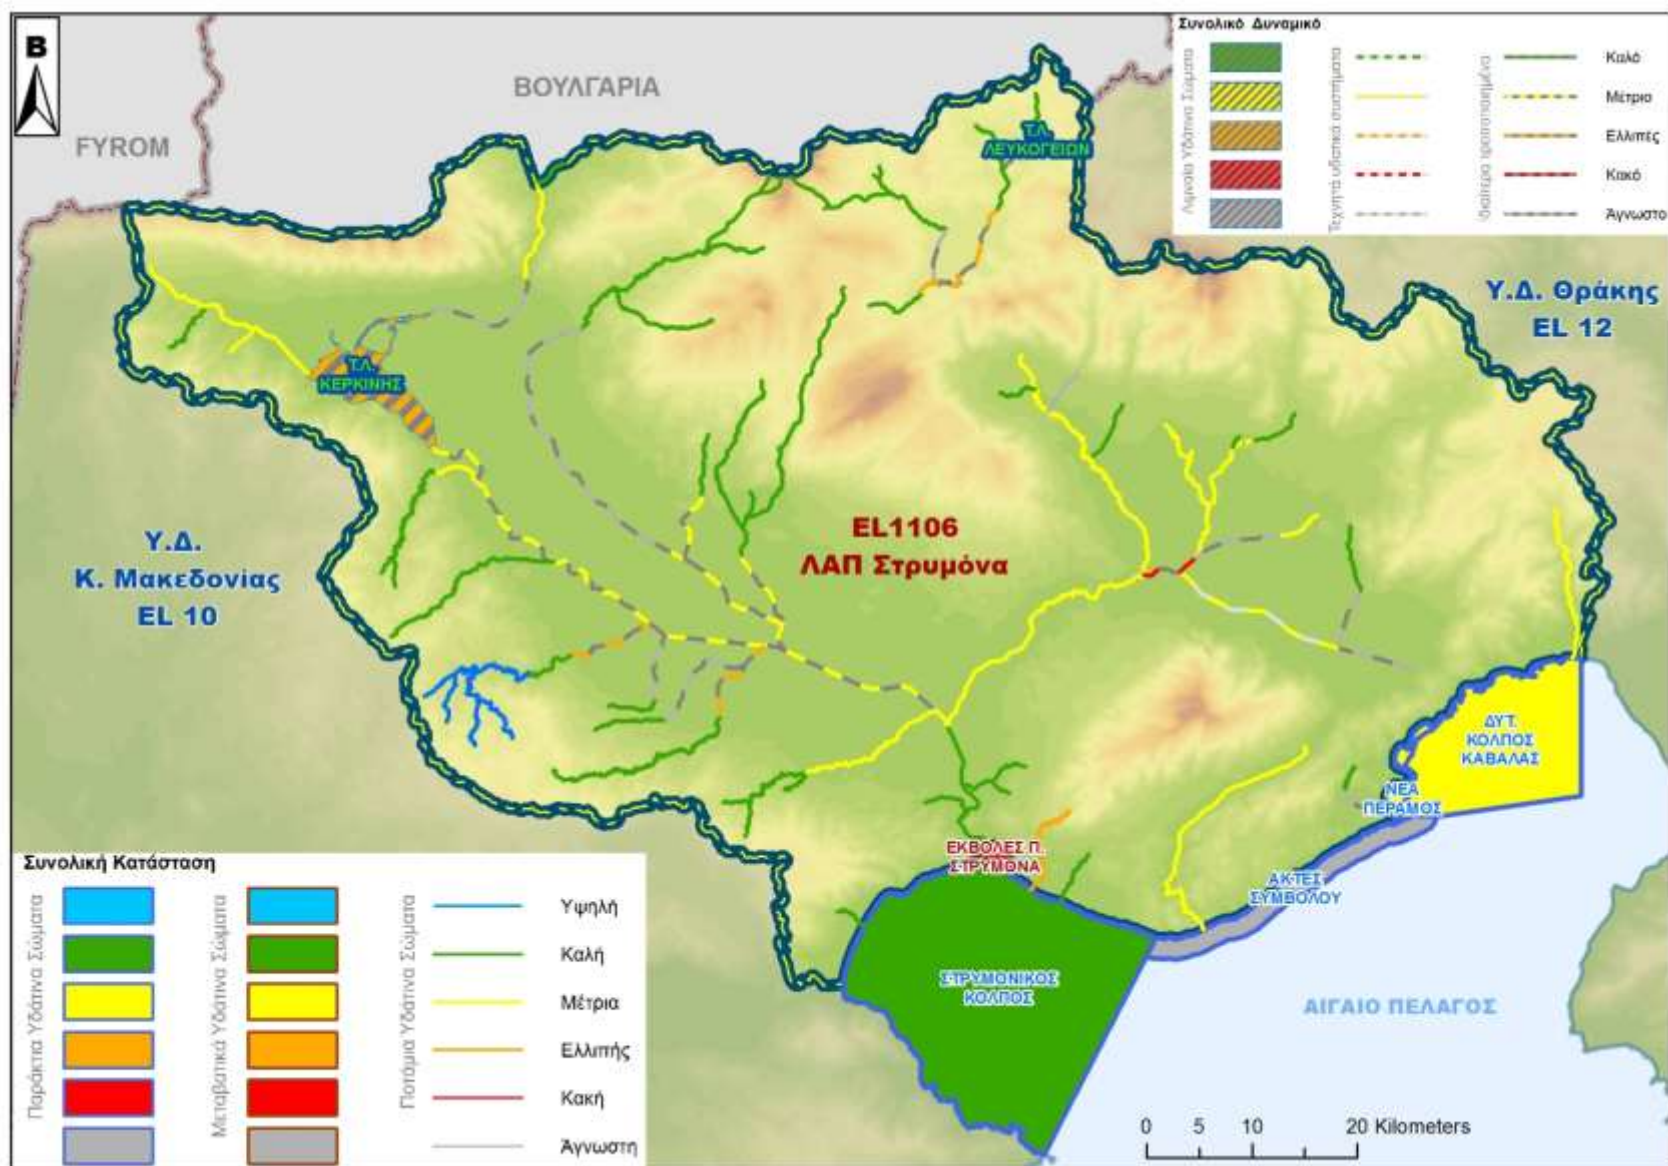 Β
FYROM
ΒΟΥΛΓΑΡΙΑ
Τ.Λ.
ΛΕΥΚΟΓΕΙΩΝ
Συνολικό Δυναμικό
Λιμναία Υδάτινα Σώματα
Τεχνητά υδατικά συστήματα
Καλό
Μέτριο
Ελλιπές
Κακό
Άγνωστο
Υ.Δ. Θράκης
EL 12
Τ.Λ.
ΚΕΡΚΙΝΗΣ
Υ.Δ.
Κ. Μακεδονίας
EL 10
EL1106
ΛΑΠ Στρυμόνα
ΔΥΤ.
ΚΟΛΠΟΣ
ΚΑΒΑΛΑΣ
ΝΕΑ
ΠΕΡΑΜΟΣ
ΕΚΒΟΛΕΣ Π.
ΣΤΡΥΜΟΝΑ
ΑΚΤΕΣ
ΣΥΜΒΟΛΟΥ
ΣΤΡΥΜΟΝΙΚΟΣ
ΚΟΛΠΟΣ
ΑΙΓΑΙΟ ΠΕΛΑΓΟΣ
Συνολική Κατάσταση
Παράκτια Υδάτινα Σώματα
Μεταβατικά Υδάτινα Σώματα
Ποτάμια Υδάτινα Σώματα
Υψηλή
Καλή
Μέτρια
Ελλιπής
Κακή
Άγνωστη
0 5 10 20 Kilometers